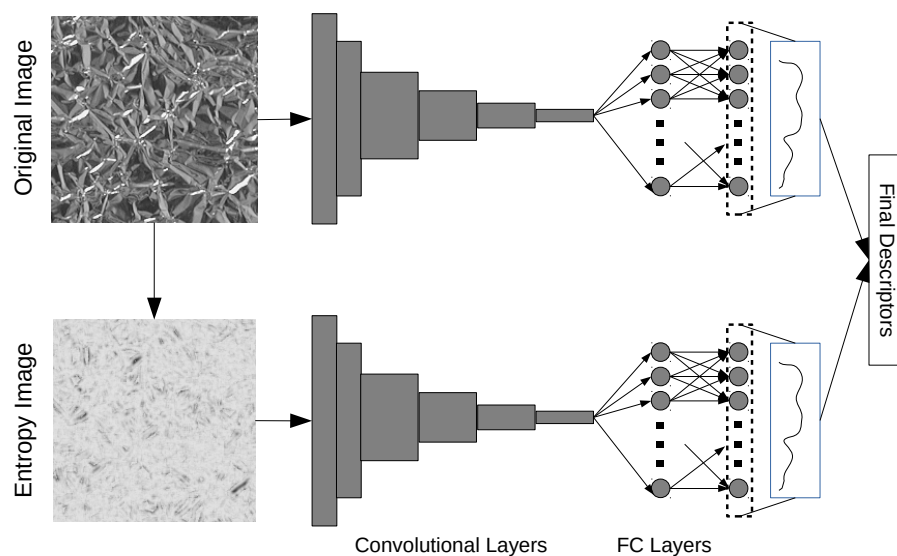 Original Image
Final Descriptors
Entropy Image
Convolutional Layers
FC Layers